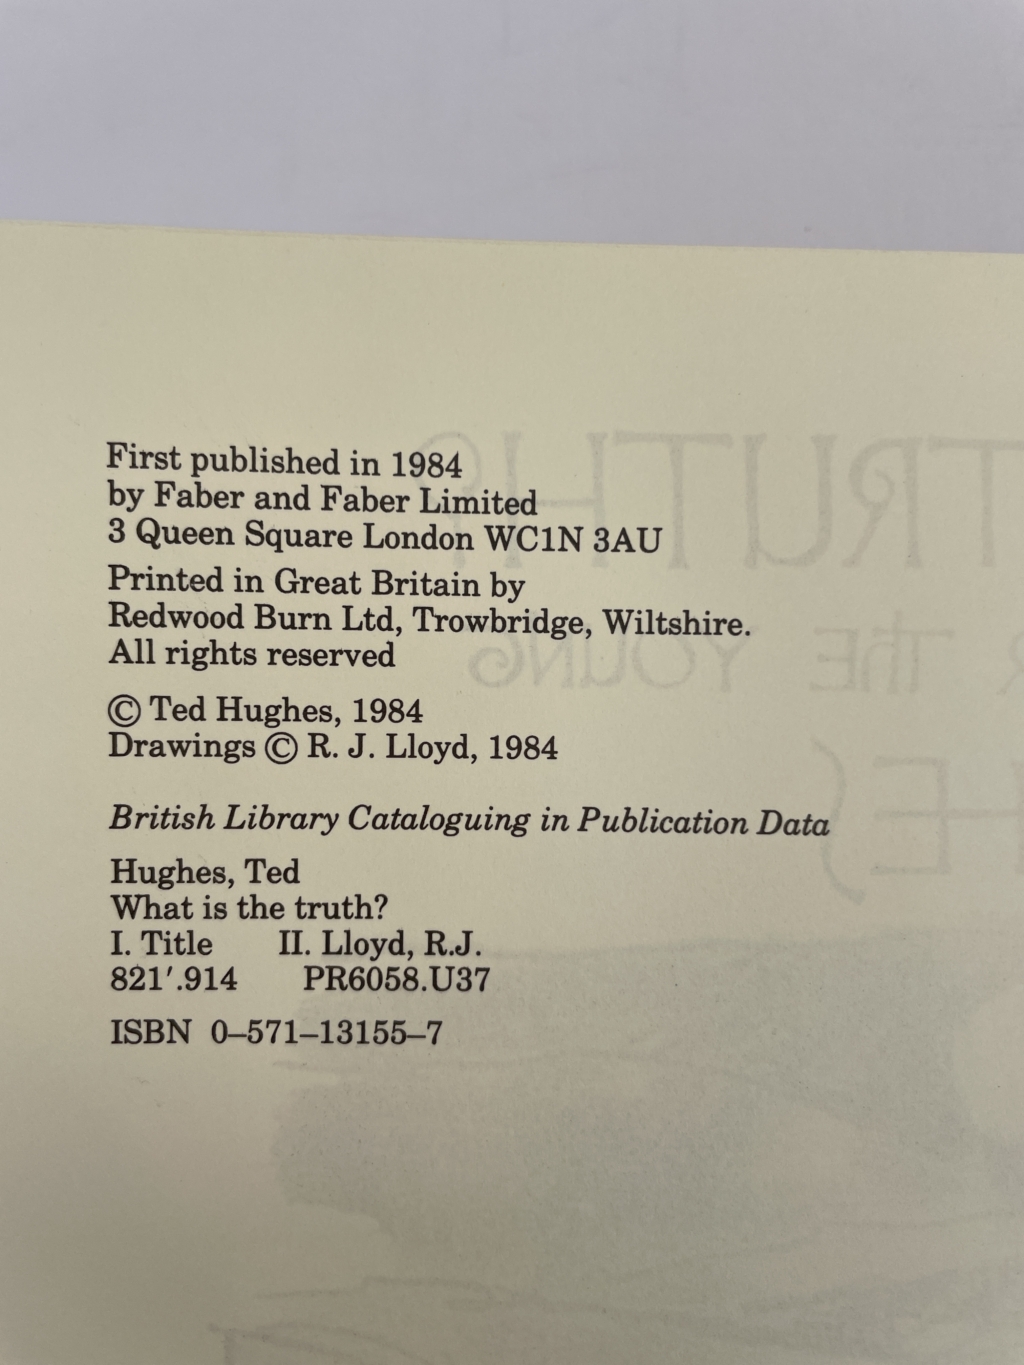 First published in 1984
by Faber and Faber Limited
3 Queen Square London WC1N 3AU
Printed in Great Britain by
Redwood Burn Ltd, Trowbridge, Wiltshire.
All rights reserved
© Ted Hughes, 1984
Drawings © R. J. Lloyd, 1984
British Library Cataloguing in Publication Data
Hughes, Ted
What is the truth?
I. Title II. Lloyd, R.J.
821′.914 PR6058.U37
ISBN 0–571–13155–7
TRUTH?
THE YOUNG